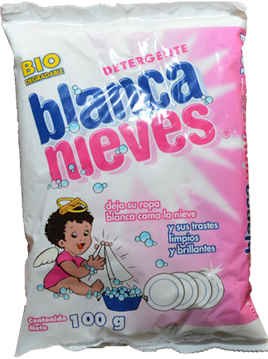 BIO
DEGRADABLE
DETERGENTE
blanca
nieves®
deja su ropa
blanca como la nieve
y sus trastes
limpios
y brillantes
Contenido
Neto
100 g